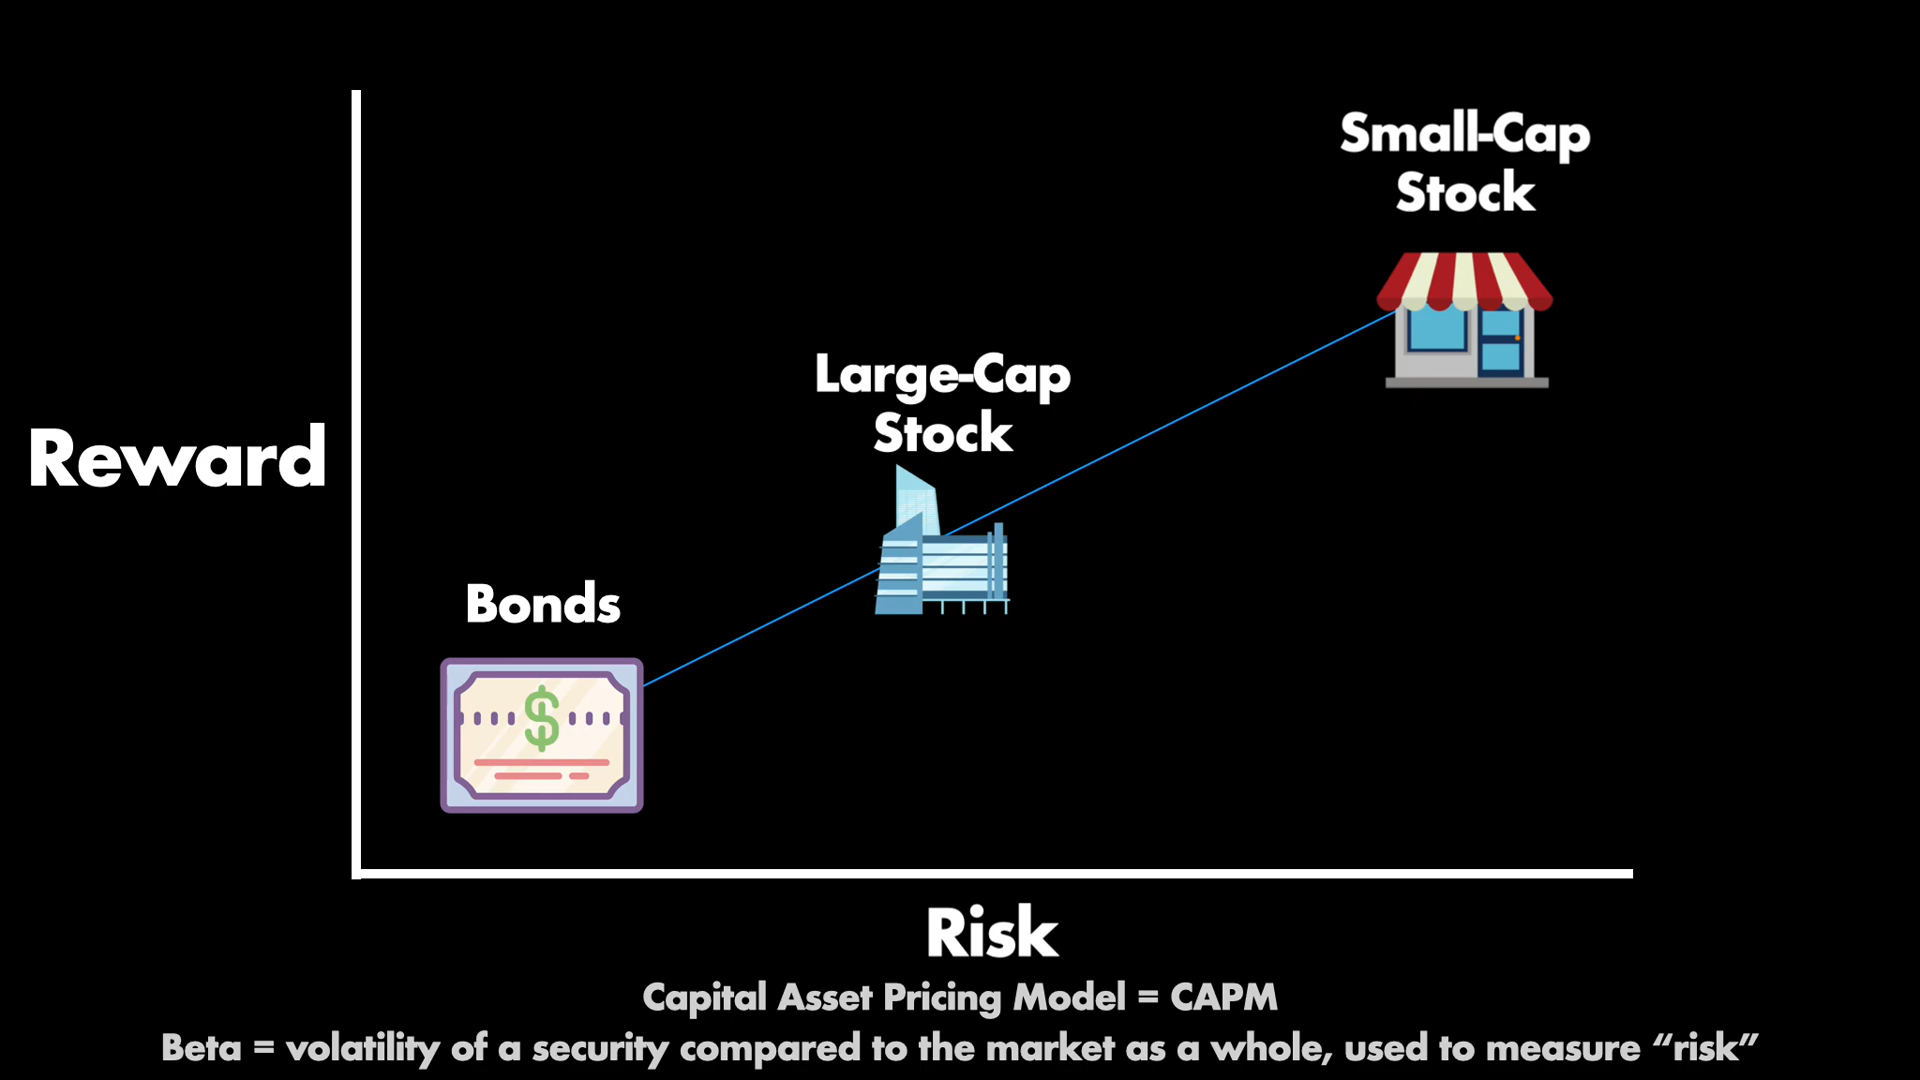 Small-Cap
Stock
Large-Cap
Stock
Reward
Bonds
$
Risk
Capital Asset Pricing Model = CAPM
Beta = volatility of a security compared to the market as a whole, used to measure “risk”